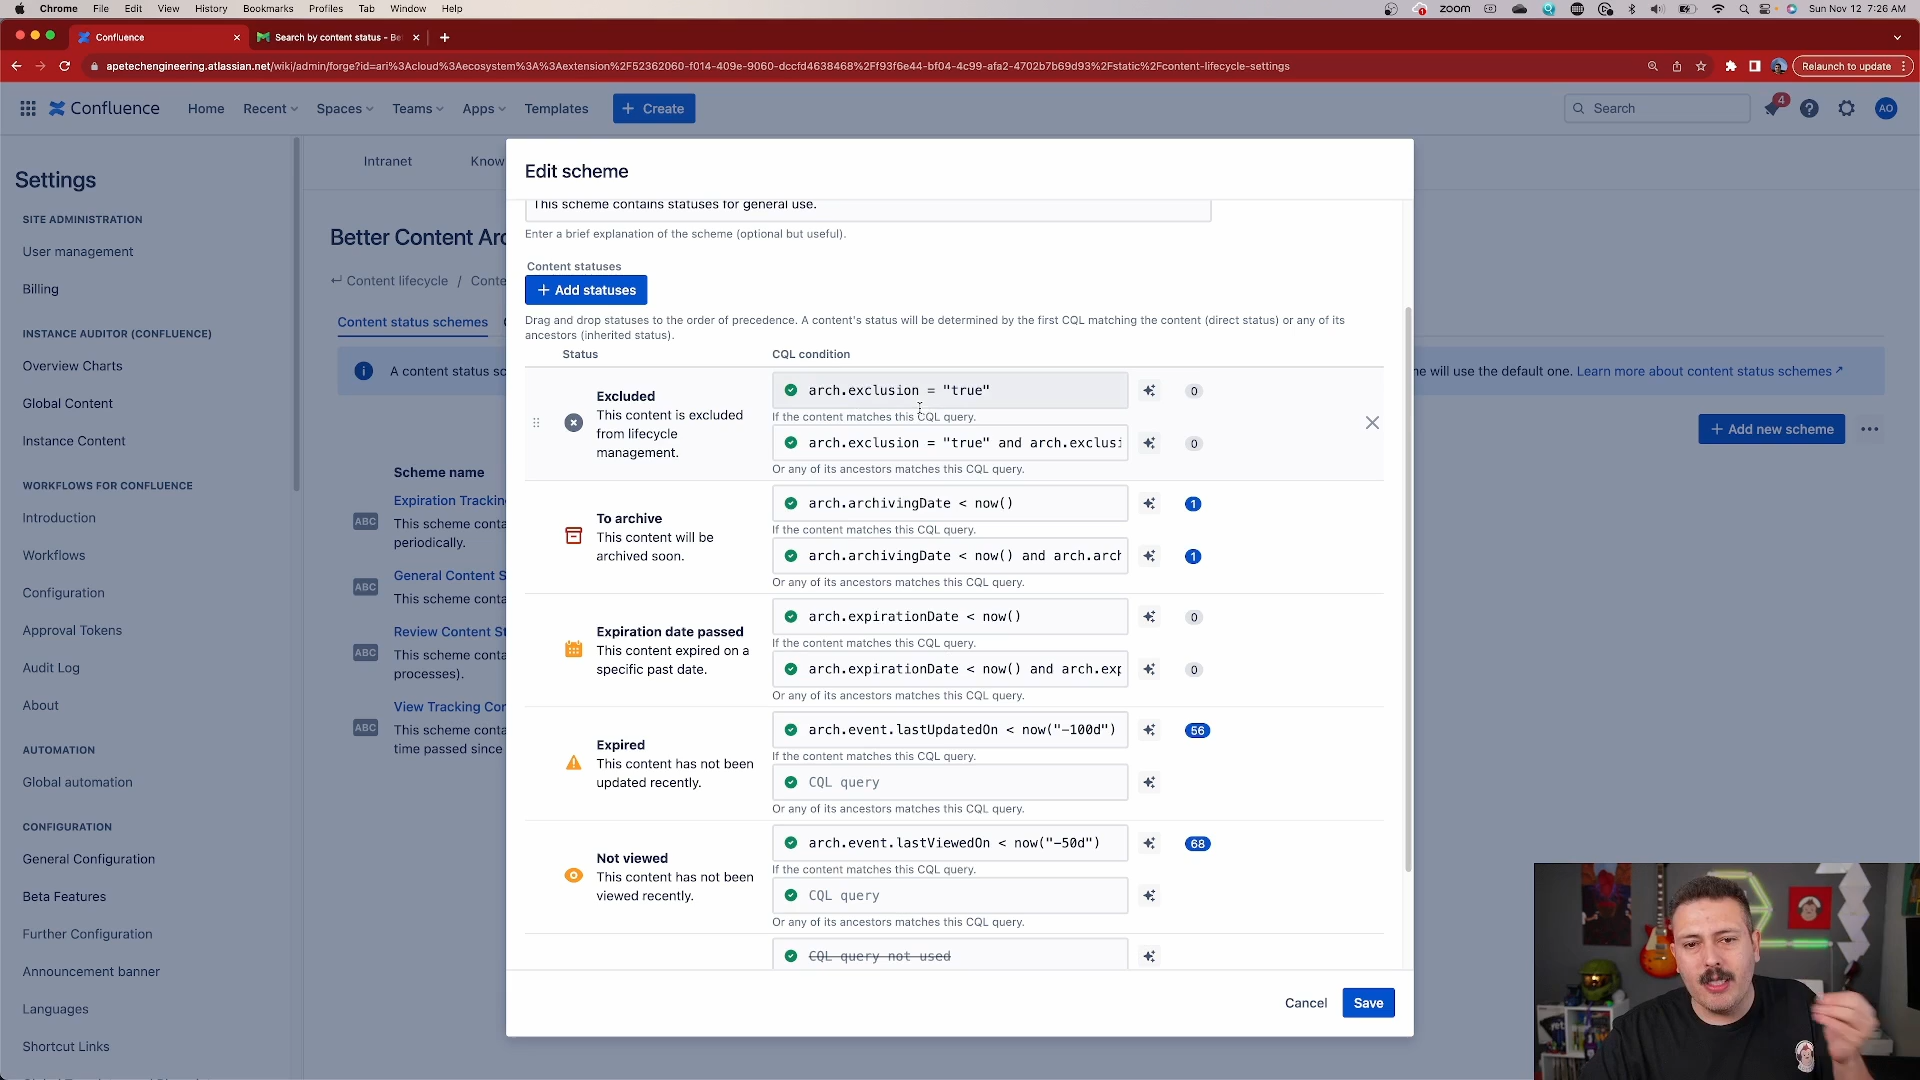 Chrome File Edit View History Bookmarks Profiles Tab Window Help
1 zoom Sun Nov 12 7:26 AM
Confluence
Search by content status - Be
apetechengineering.atlassian.net/wiki/admin/forge?id=ari%3Acloud%3Aecosystem%3A%3Aextension%2F52362060-f014-409e-9060-dccfd4638468%2Ff93f6e44-bf04-4c99-afa2-4702b7b69d93%2Fstatic%2Fcontent-lifecycle-settings
Relaunch to update
Confluence Home Recent Spaces Teams Apps Templates + Create
Search
4
AO
Settings
SITE ADMINISTRATION
User management
Billing
INSTANCE AUDITOR (CONFLUENCE)
Overview Charts
Global Content
Instance Content
WORKFLOWS FOR CONFLUENCE
Introduction
Workflows
Configuration
Approval Tokens
Audit Log
About
AUTOMATION
Global automation
CONFIGURATION
General Configuration
Beta Features
Further Configuration
Announcement banner
Languages
Shortcut Links
Intranet Know
Better Content Arc
Content lifecycle / Conte
Content status schemes
A content status sc
me will use the default one. Learn more about content status schemes
+ Add new scheme
Scheme name
ABC
Expiration Trackin
This scheme conta
periodically.
ABC
General Content S
This scheme conta
ABC
Review Content St
This scheme conta
processes).
ABC
View Tracking Con
This scheme conta
time passed since
Edit scheme
This scheme contains statuses for general use.
Enter a brief explanation of the scheme (optional but useful).
Content statuses
+ Add statuses
Drag and drop statuses to the order of precedence. A content's status will be determined by the first CQL matching the content (direct status) or any of its
ancestors (inherited status).
Status CQL condition
Excluded
This content is excluded
from lifecycle
management.
arch.exclusion = "true" 0
If the content matches this CQL query.
arch.exclusion = "true" and arch.exclusi 0
Or any of its ancestors matches this CQL query.
To archive
This content will be
archived soon.
arch.archivingDate < now() 1
If the content matches this CQL query.
arch.archivingDate < now() and arch.arch 1
Or any of its ancestors matches this CQL query.
Expiration date passed
This content expired on a
specific past date.
arch.expirationDate < now() 0
If the content matches this CQL query.
arch.expirationDate < now() and arch.exp 0
Or any of its ancestors matches this CQL query.
Expired
This content has not been
updated recently.
arch.event.lastUpdatedOn < now("-100d") 56
If the content matches this CQL query.
CQL query
Or any of its ancestors matches this CQL query.
Not viewed
This content has not been
viewed recently.
arch.event.lastViewedOn < now("-50d") 68
If the content matches this CQL query.
CQL query
Or any of its ancestors matches this CQL query.
CQL query not used
Cancel Save